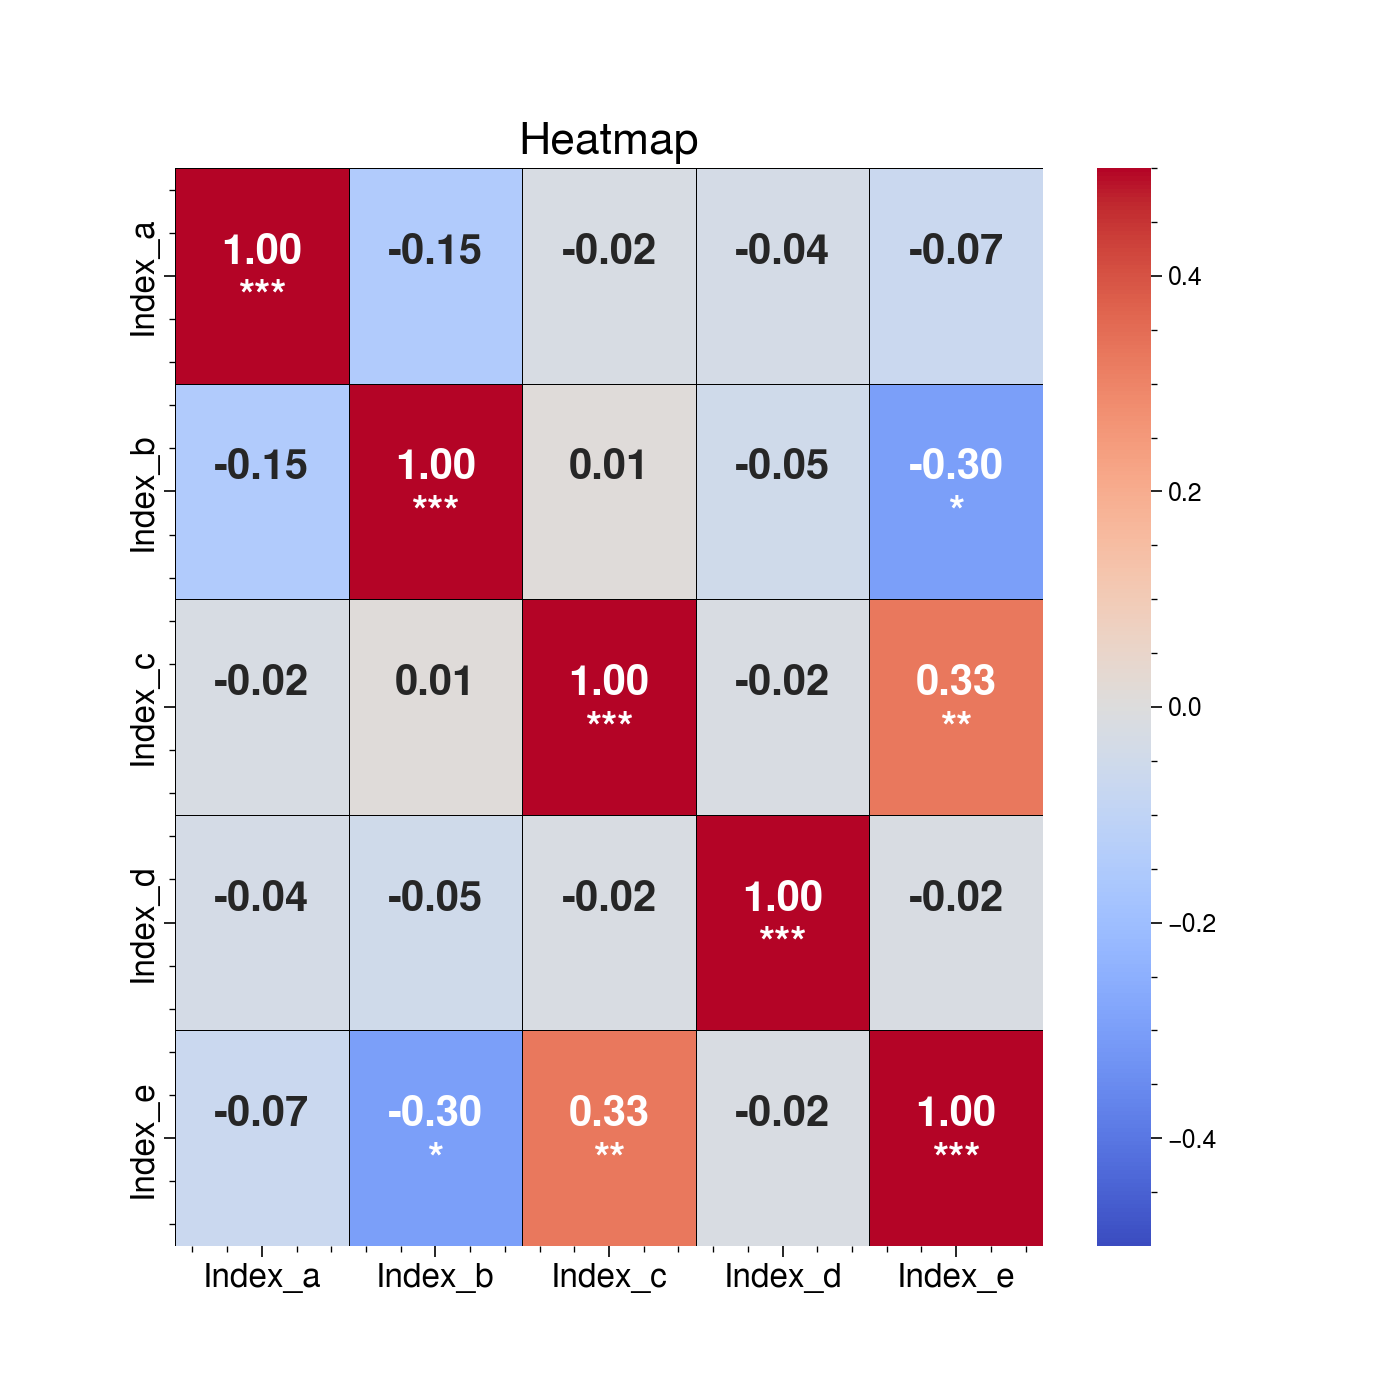 Heatmap
Index_a
1.00 -0.15 -0.02 -0.04 -0.07
***
Index_b
-0.15 1.00 0.01 -0.05 -0.30
*** *
Index_c
-0.02 0.01 1.00 -0.02 0.33
*** **
Index_d
-0.04 -0.05 -0.02 1.00 -0.02
***
Index_e
-0.07 -0.30 0.33 -0.02 1.00
* ** ***
Index_a Index_b Index_c Index_d Index_e
0.4
0.2
0.0
−0.2
−0.4